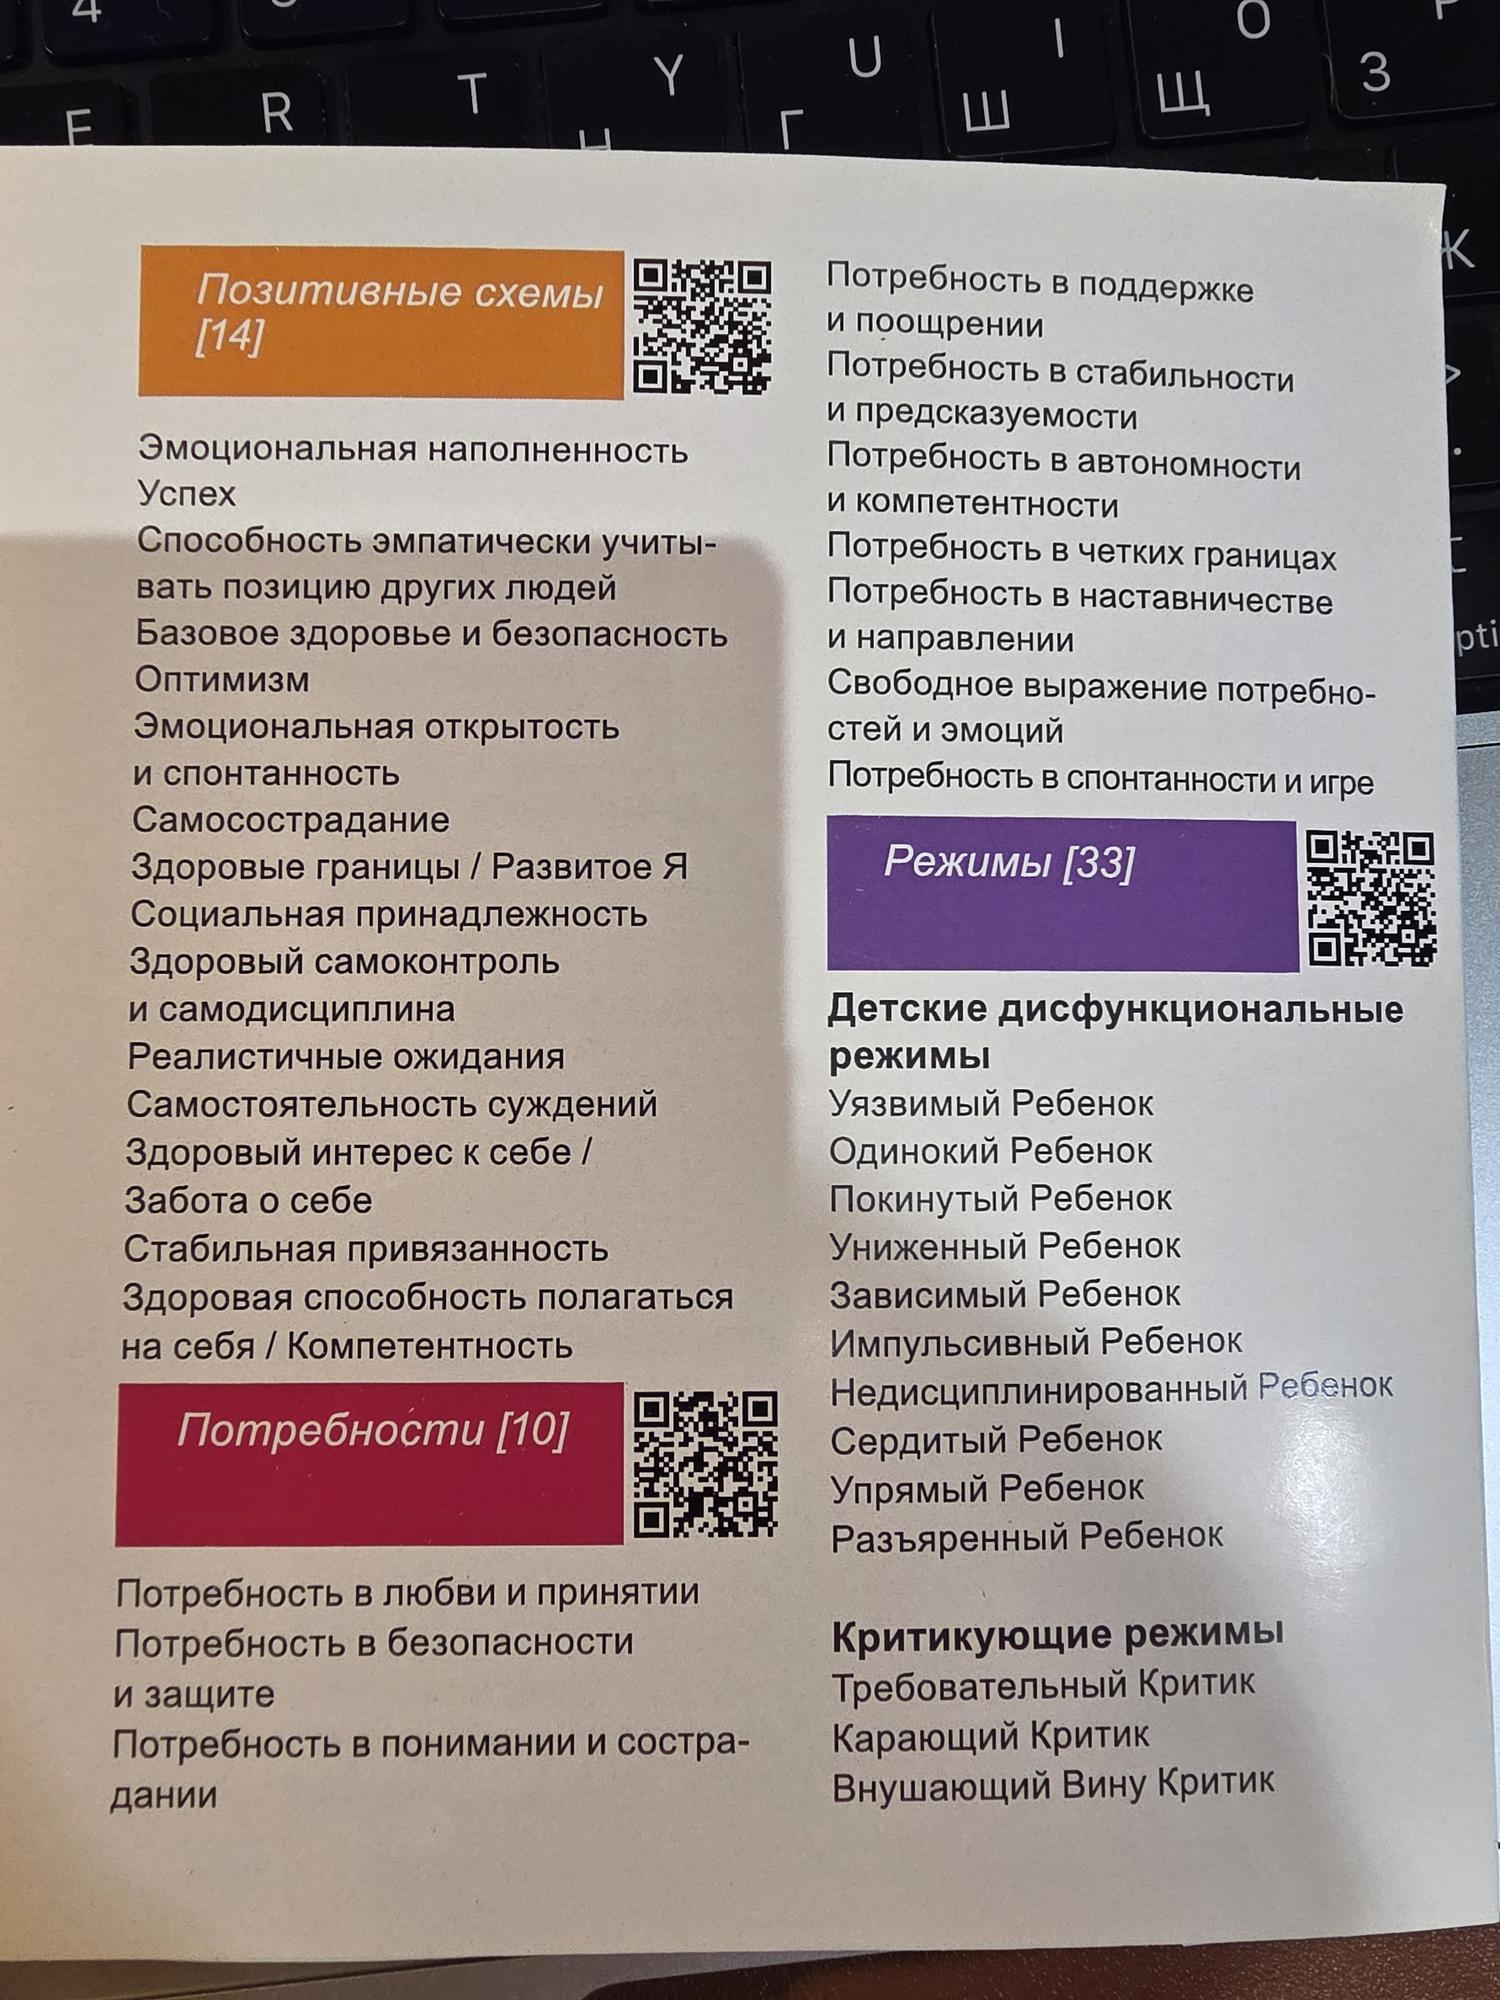 4
E
R
T
Y
U
I
O
Г
Ш
Щ
З
Ж
>
.
pti
Позитивные схемы
[14]
Эмоциональная наполненность
Успех
Способность эмпатически учиты-
вать позицию других людей
Базовое здоровье и безопасность
Оптимизм
Эмоциональная открытость
и спонтанность
Самосострадание
Здоровые границы / Развитое Я
Социальная принадлежность
Здоровый самоконтроль
и самодисциплина
Реалистичные ожидания
Самостоятельность суждений
Здоровый интерес к себе /
Забота о себе
Стабильная привязанность
Здоровая способность полагаться
на себя / Компетентность
Потребности [10]
Потребность в любви и принятии
Потребность в безопасности
и защите
Потребность в понимании и состра-
дании
Потребность в поддержке
и поощрении
Потребность в стабильности
и предсказуемости
Потребность в автономности
и компетентности
Потребность в четких границах
Потребность в наставничестве
и направлении
Свободное выражение потребно-
стей и эмоций
Потребность в спонтанности и игре
Режимы [33]
Детские дисфункциональные
режимы
Уязвимый Ребенок
Одинокий Ребенок
Покинутый Ребенок
Униженный Ребенок
Зависимый Ребенок
Импульсивный Ребенок
Недисциплинированный Ребенок
Сердитый Ребенок
Упрямый Ребенок
Разъяренный Ребенок
Критикующие режимы
Требовательный Критик
Карающий Критик
Внушающий Вину Критик